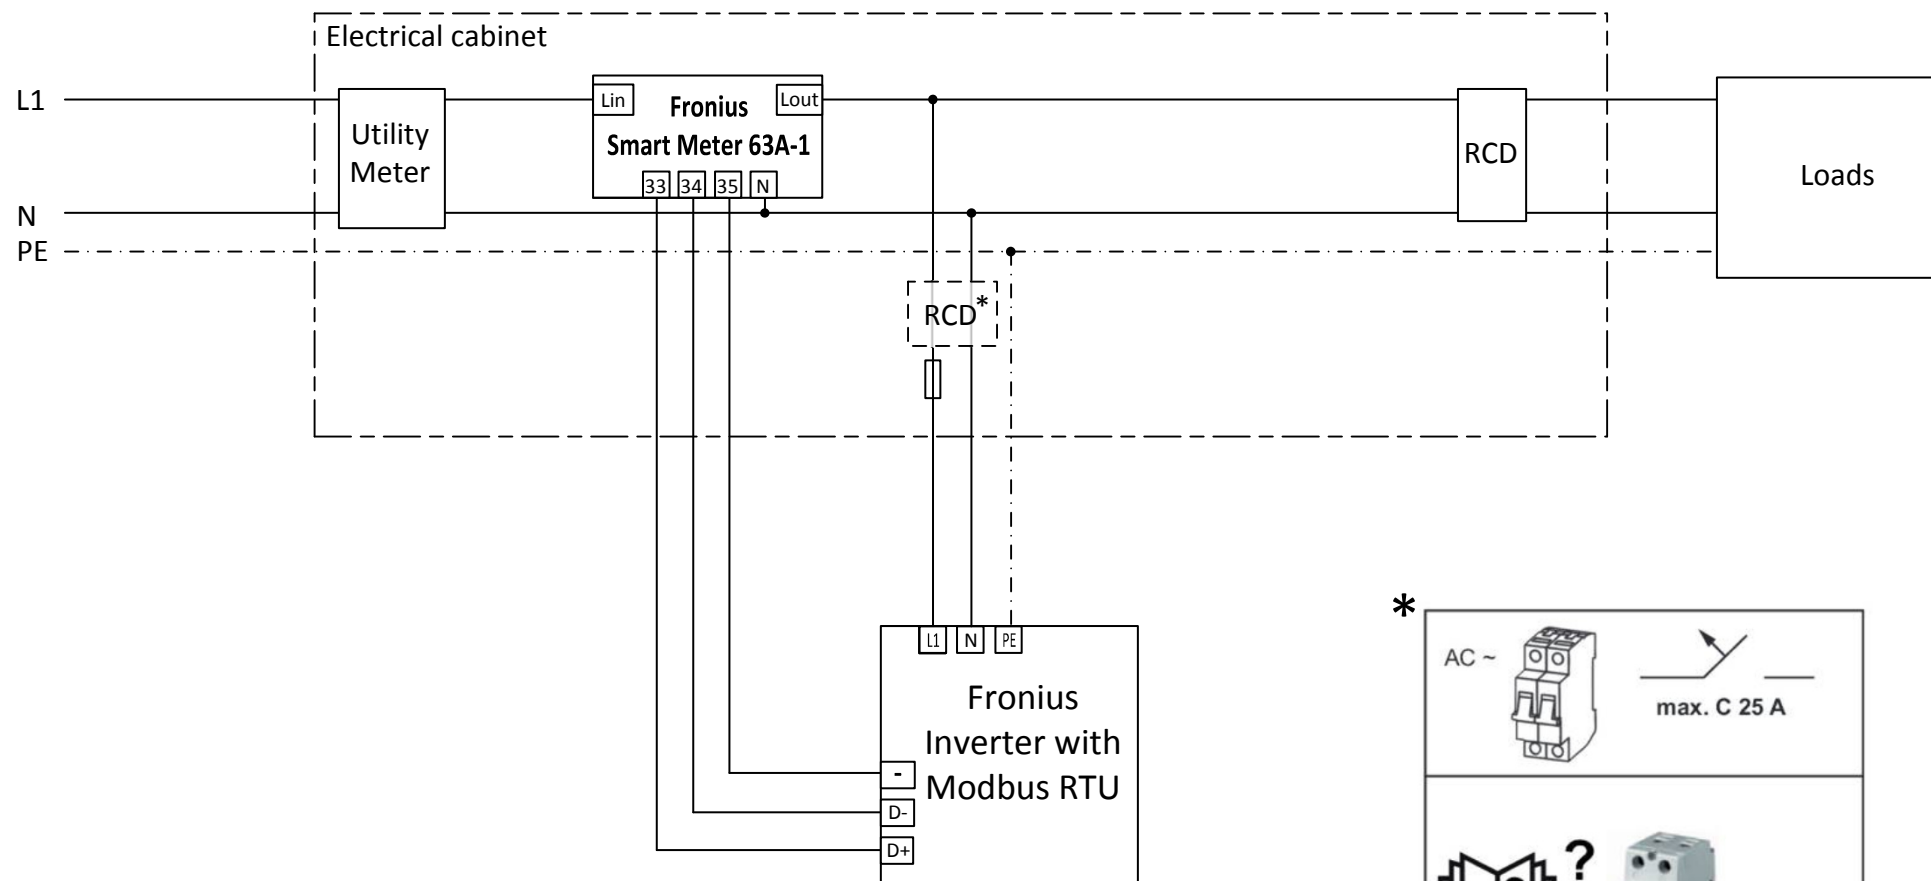 Electrical cabinet
L1
Utility
Meter
Lin
Fronius
Lout
Smart Meter 63A-1
33 34 35 N
RCD
Loads
N
PE
RCD*
L1 N PE
Fronius
Inverter with
Modbus RTU
-
D-
D+
*
AC ~
max. C 25 A
?